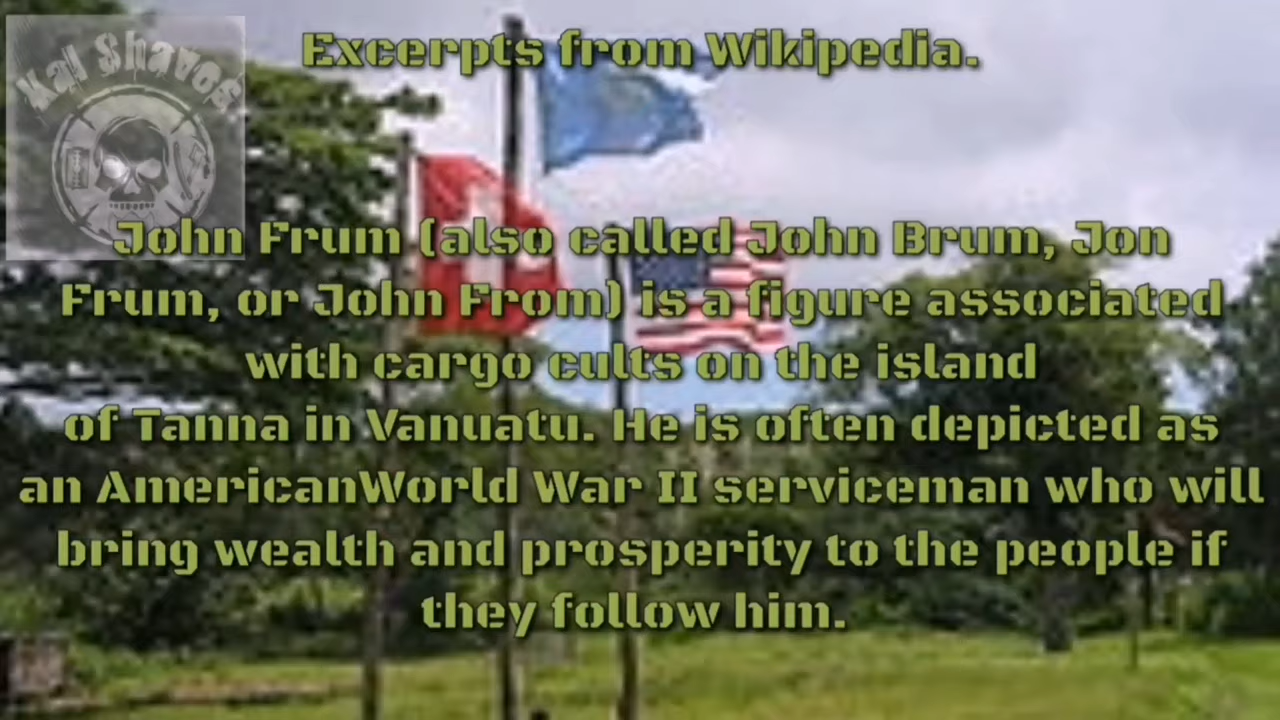 Kal Shaves
Excerpts from Wikipedia.
John Frum (also called John Brum, Jon
Frum, or John From) is a figure associated
with cargo cults on the island
of Tanna in Vanuatu. He is often depicted as
an AmericanWorld War II serviceman who will
bring wealth and prosperity to the people if
they follow him.